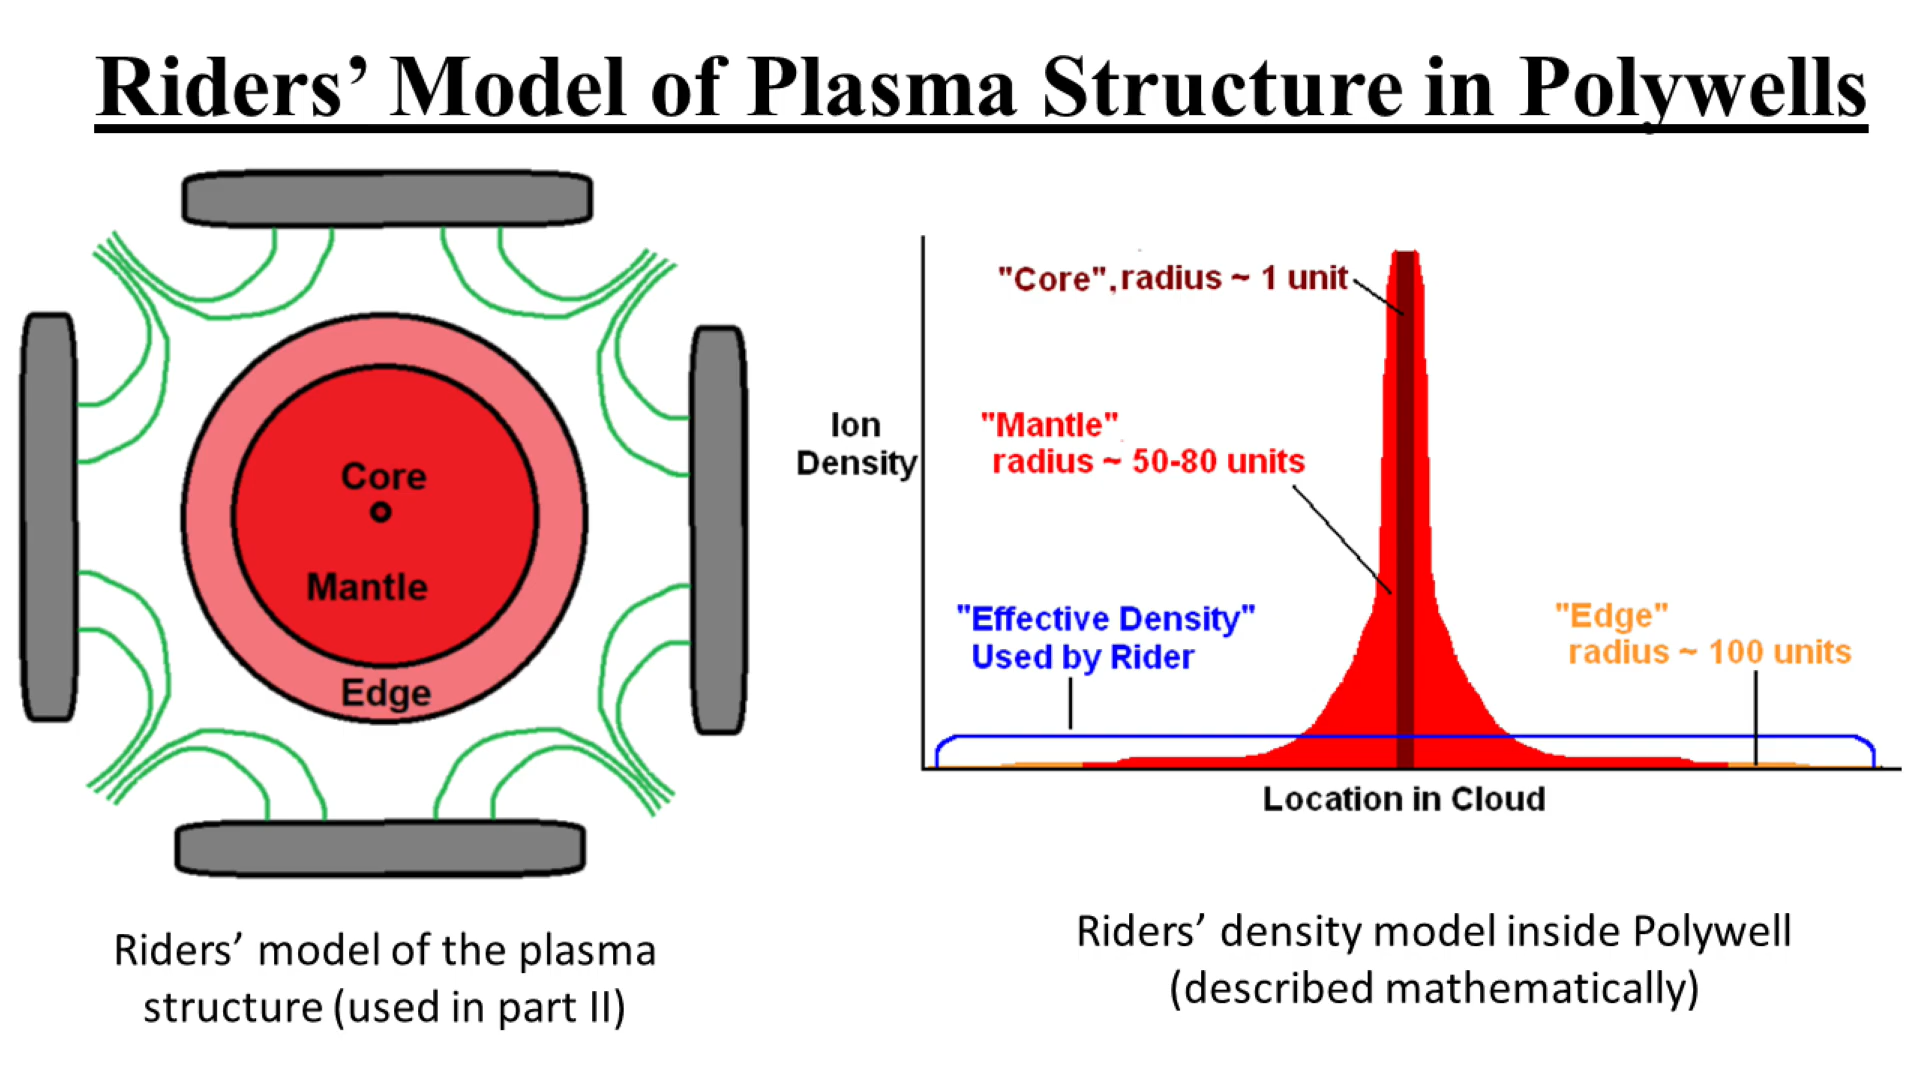 Riders’ Model of Plasma Structure in Polywells
Core
Mantle
Edge
Riders’ model of the plasma
structure (used in part II)
"Core", radius ~ 1 unit
Ion
Density
"Mantle"
radius ~ 50-80 units
"Effective Density"
Used by Rider
"Edge"
radius ~ 100 units
Location in Cloud
Riders’ density model inside Polywell
(described mathematically)